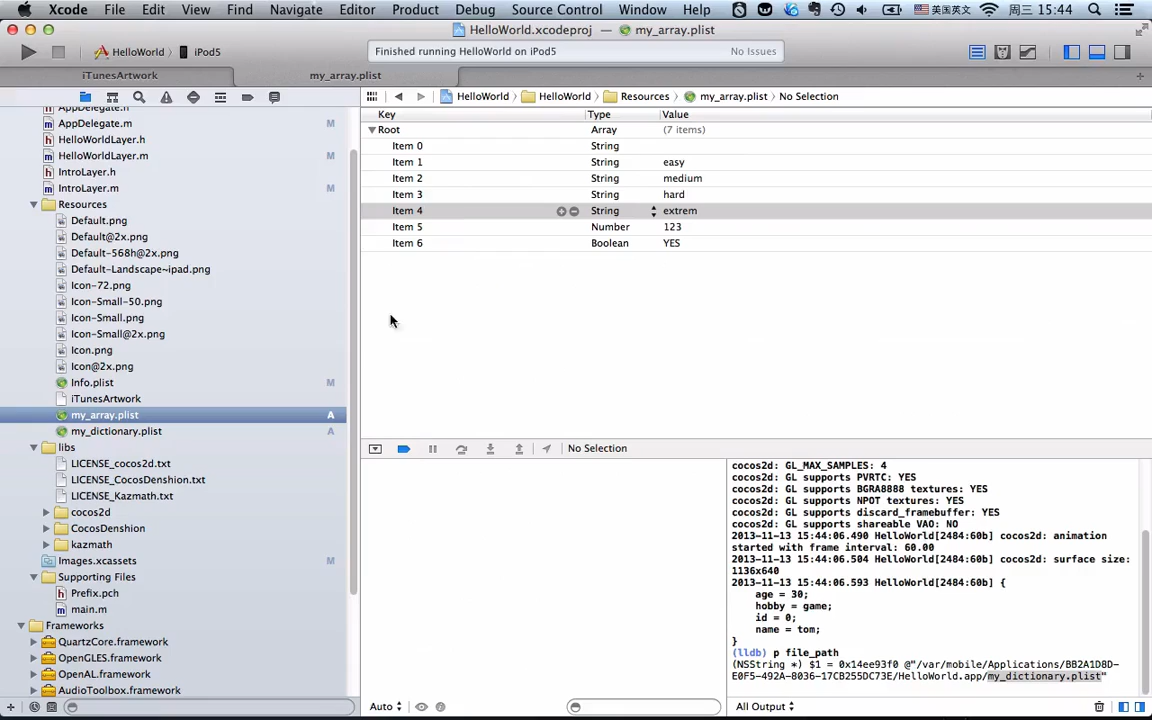 Xcode File Edit View Find Navigate Editor Product Debug Source Control Window Help 美国英文 周三 15:44
HelloWorld.xcodeproj — my_array.plist
HelloWorld iPod5 Finished running HelloWorld on iPod5 No Issues
iTunesArtwork my_array.plist
HelloWorld HelloWorld Resources my_array.plist No Selection
AppDelegate.h
AppDelegate.m M
HelloWorldLayer.h
HelloWorldLayer.m M
IntroLayer.h
IntroLayer.m M
Resources
Default.png
Default@2x.png
Default-568h@2x.png
Default-Landscape~ipad.png
Icon-72.png
Icon-Small-50.png
Icon-Small.png
Icon-Small@2x.png
Icon.png
Icon@2x.png
Info.plist M
iTunesArtwork
my_array.plist A
my_dictionary.plist A
libs
LICENSE_cocos2d.txt
LICENSE_CocosDenshion.txt
LICENSE_Kazmath.txt
cocos2d
CocosDenshion
kazmath
Images.xcassets M
Supporting Files
Prefix.pch
main.m
Frameworks
QuartzCore.framework
OpenGLES.framework
OpenAL.framework
AudioToolbox.framework
Key Type Value
Root Array (7 items)
Item 0 String
Item 1 String easy
Item 2 String medium
Item 3 String hard
Item 4 String extrem
Item 5 Number 123
Item 6 Boolean YES
No Selection
cocos2d: GL_MAX_SAMPLES: 4
cocos2d: GL supports PVRTC: YES
cocos2d: GL supports BGRA8888 textures: YES
cocos2d: GL supports NPOT textures: YES
cocos2d: GL supports discard_framebuffer: YES
cocos2d: GL supports shareable VAO: NO
2013-11-13 15:44:06.490 HelloWorld[2484:60b] cocos2d: animation
started with frame interval: 60.00
2013-11-13 15:44:06.504 HelloWorld[2484:60b] cocos2d: surface size:
1136x640
2013-11-13 15:44:06.593 HelloWorld[2484:60b] {
age = 30;
hobby = game;
id = 0;
name = tom;
}
(lldb) p file_path
(NSString *) $1 = 0x14ee93f0 @"/var/mobile/Applications/BB2A1D8D-
E0F5-492A-8036-17CB255DC73E/HelloWorld.app/my_dictionary.plist"
Auto All Output